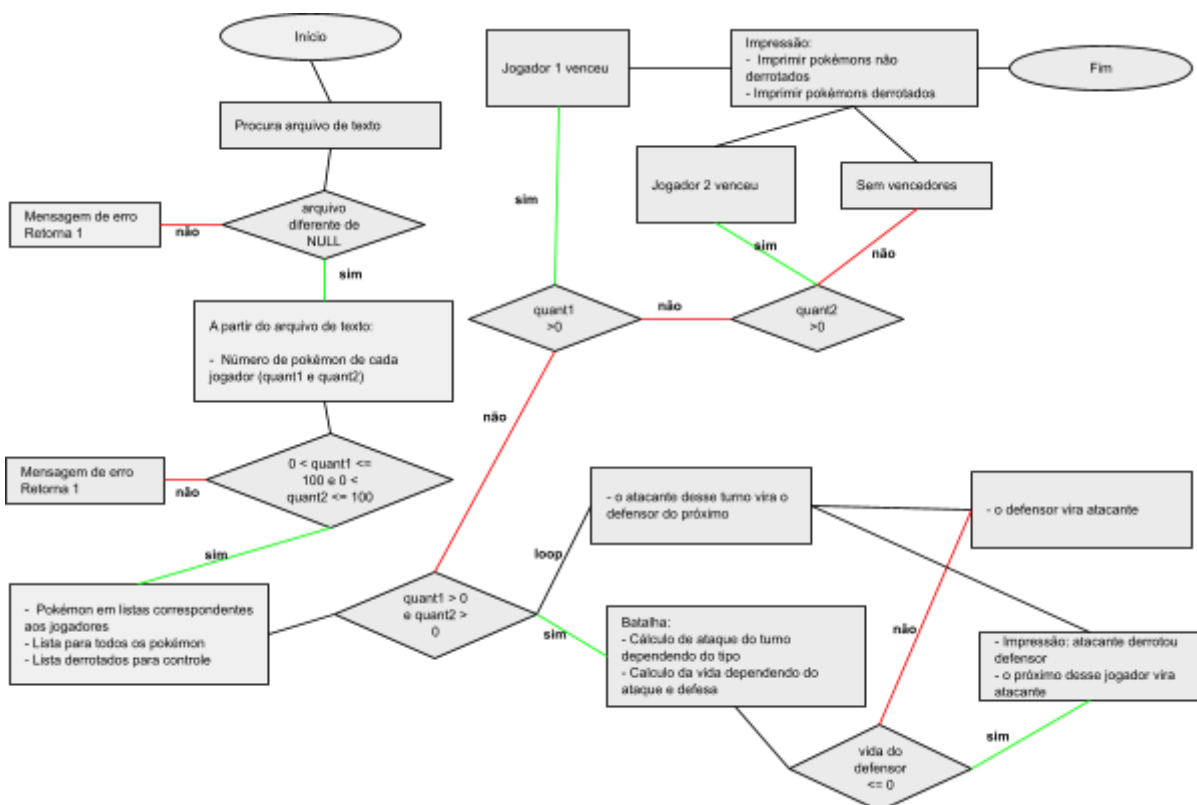 Início
Procura arquivo de texto
arquivo
diferente de
NULL
não
Mensagem de erro
Retorna 1
sim
A partir do arquivo de texto:
- Número de pokémon de cada
jogador (quant1 e quant2)
0 < quant1 <=
100 e 0 <
quant2 <= 100
não
Mensagem de erro
Retorna 1
sim
- Pokémon em listas correspondentes
aos jogadores
- Lista para todos os pokémon
- Lista derrotados para controle
quant1 > 0
e quant2 >
0
loop
- o atacante desse turno vira o
defensor do próximo
sim
Batalha:
- Cálculo de ataque do turno
dependendo do tipo
- Calculo da vida dependendo do
ataque e defesa
vida do
defensor
<= 0
não
- o defensor vira atacante
sim
- Impressão: atacante derrotou
defensor
- o próximo desse jogador vira
atacante
não
quant1
>0
sim
Jogador 1 venceu
não
quant2
>0
sim
Jogador 2 venceu
não
Sem vencedores
Impressão:
- Imprimir pokémons não
derrotados
- Imprimir pokémons derrotados
Fim